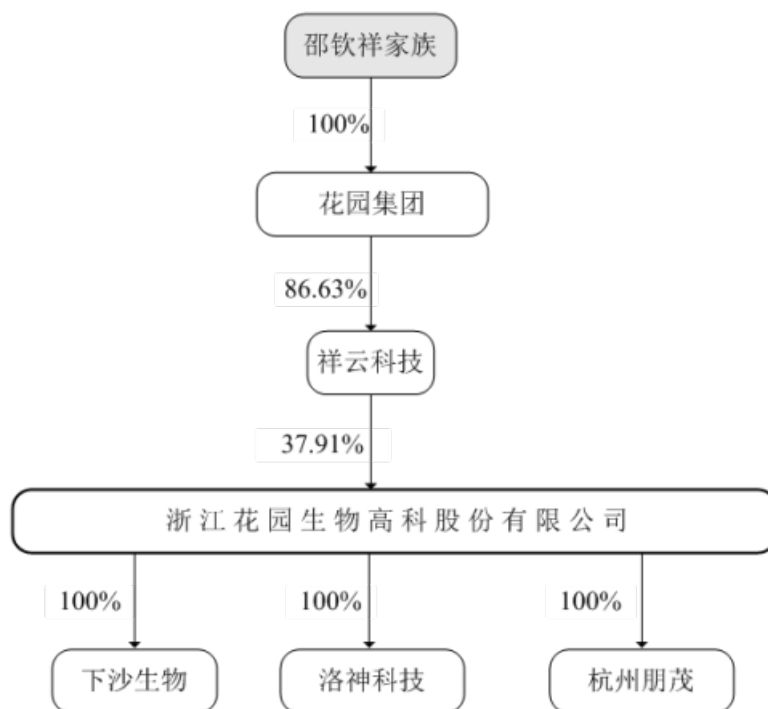 邵钦祥家族
100%
花园集团
86.63%
祥云科技
37.91%
浙江花园生物高科股份有限公司
100% 100% 100%
下沙生物 洛神科技 杭州朋茂